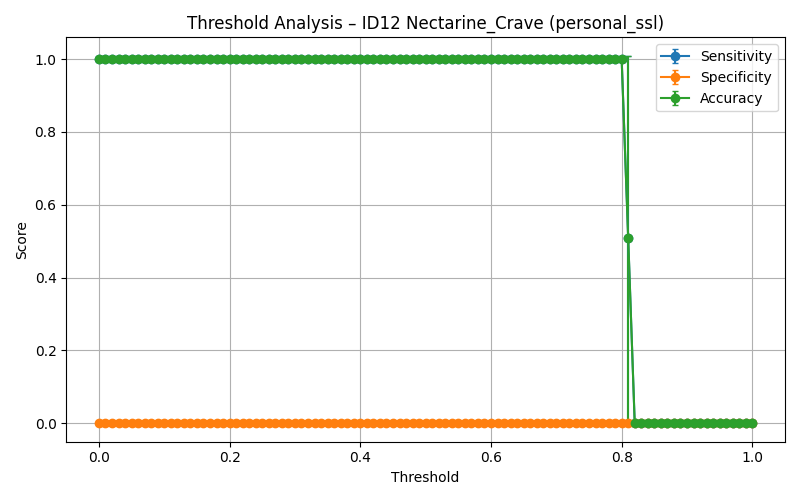 Threshold Analysis – ID12 Nectarine_Crave (personal_ssl)
Score
1.0
0.8
0.6
0.4
0.2
0.0
Sensitivity
Specificity
Accuracy
0.0 0.2 0.4 0.6 0.8 1.0
Threshold